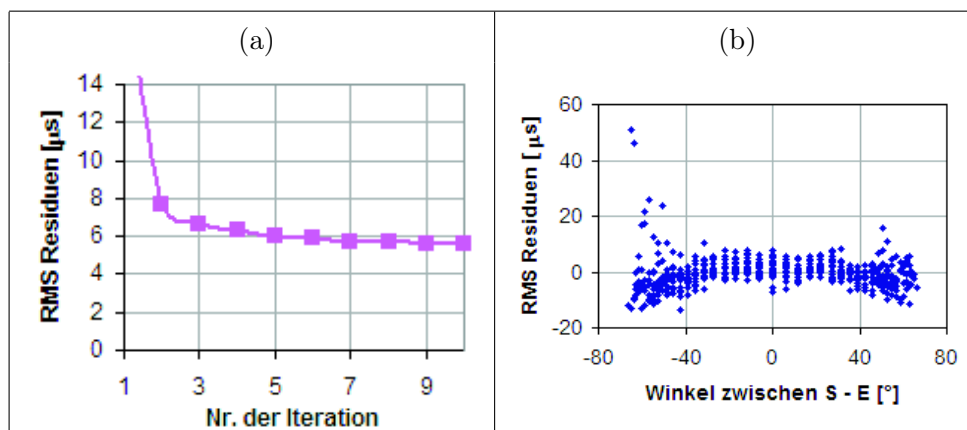 (a)
RMS Residuen [µs]
14
12
10
8
6
4
2
0
1 3 5 7 9
Nr. der Iteration
(b)
RMS Residuen [ µs]
60
40
20
0
-20
-80 -40 0 40 80
Winkel zwischen S - E [°]